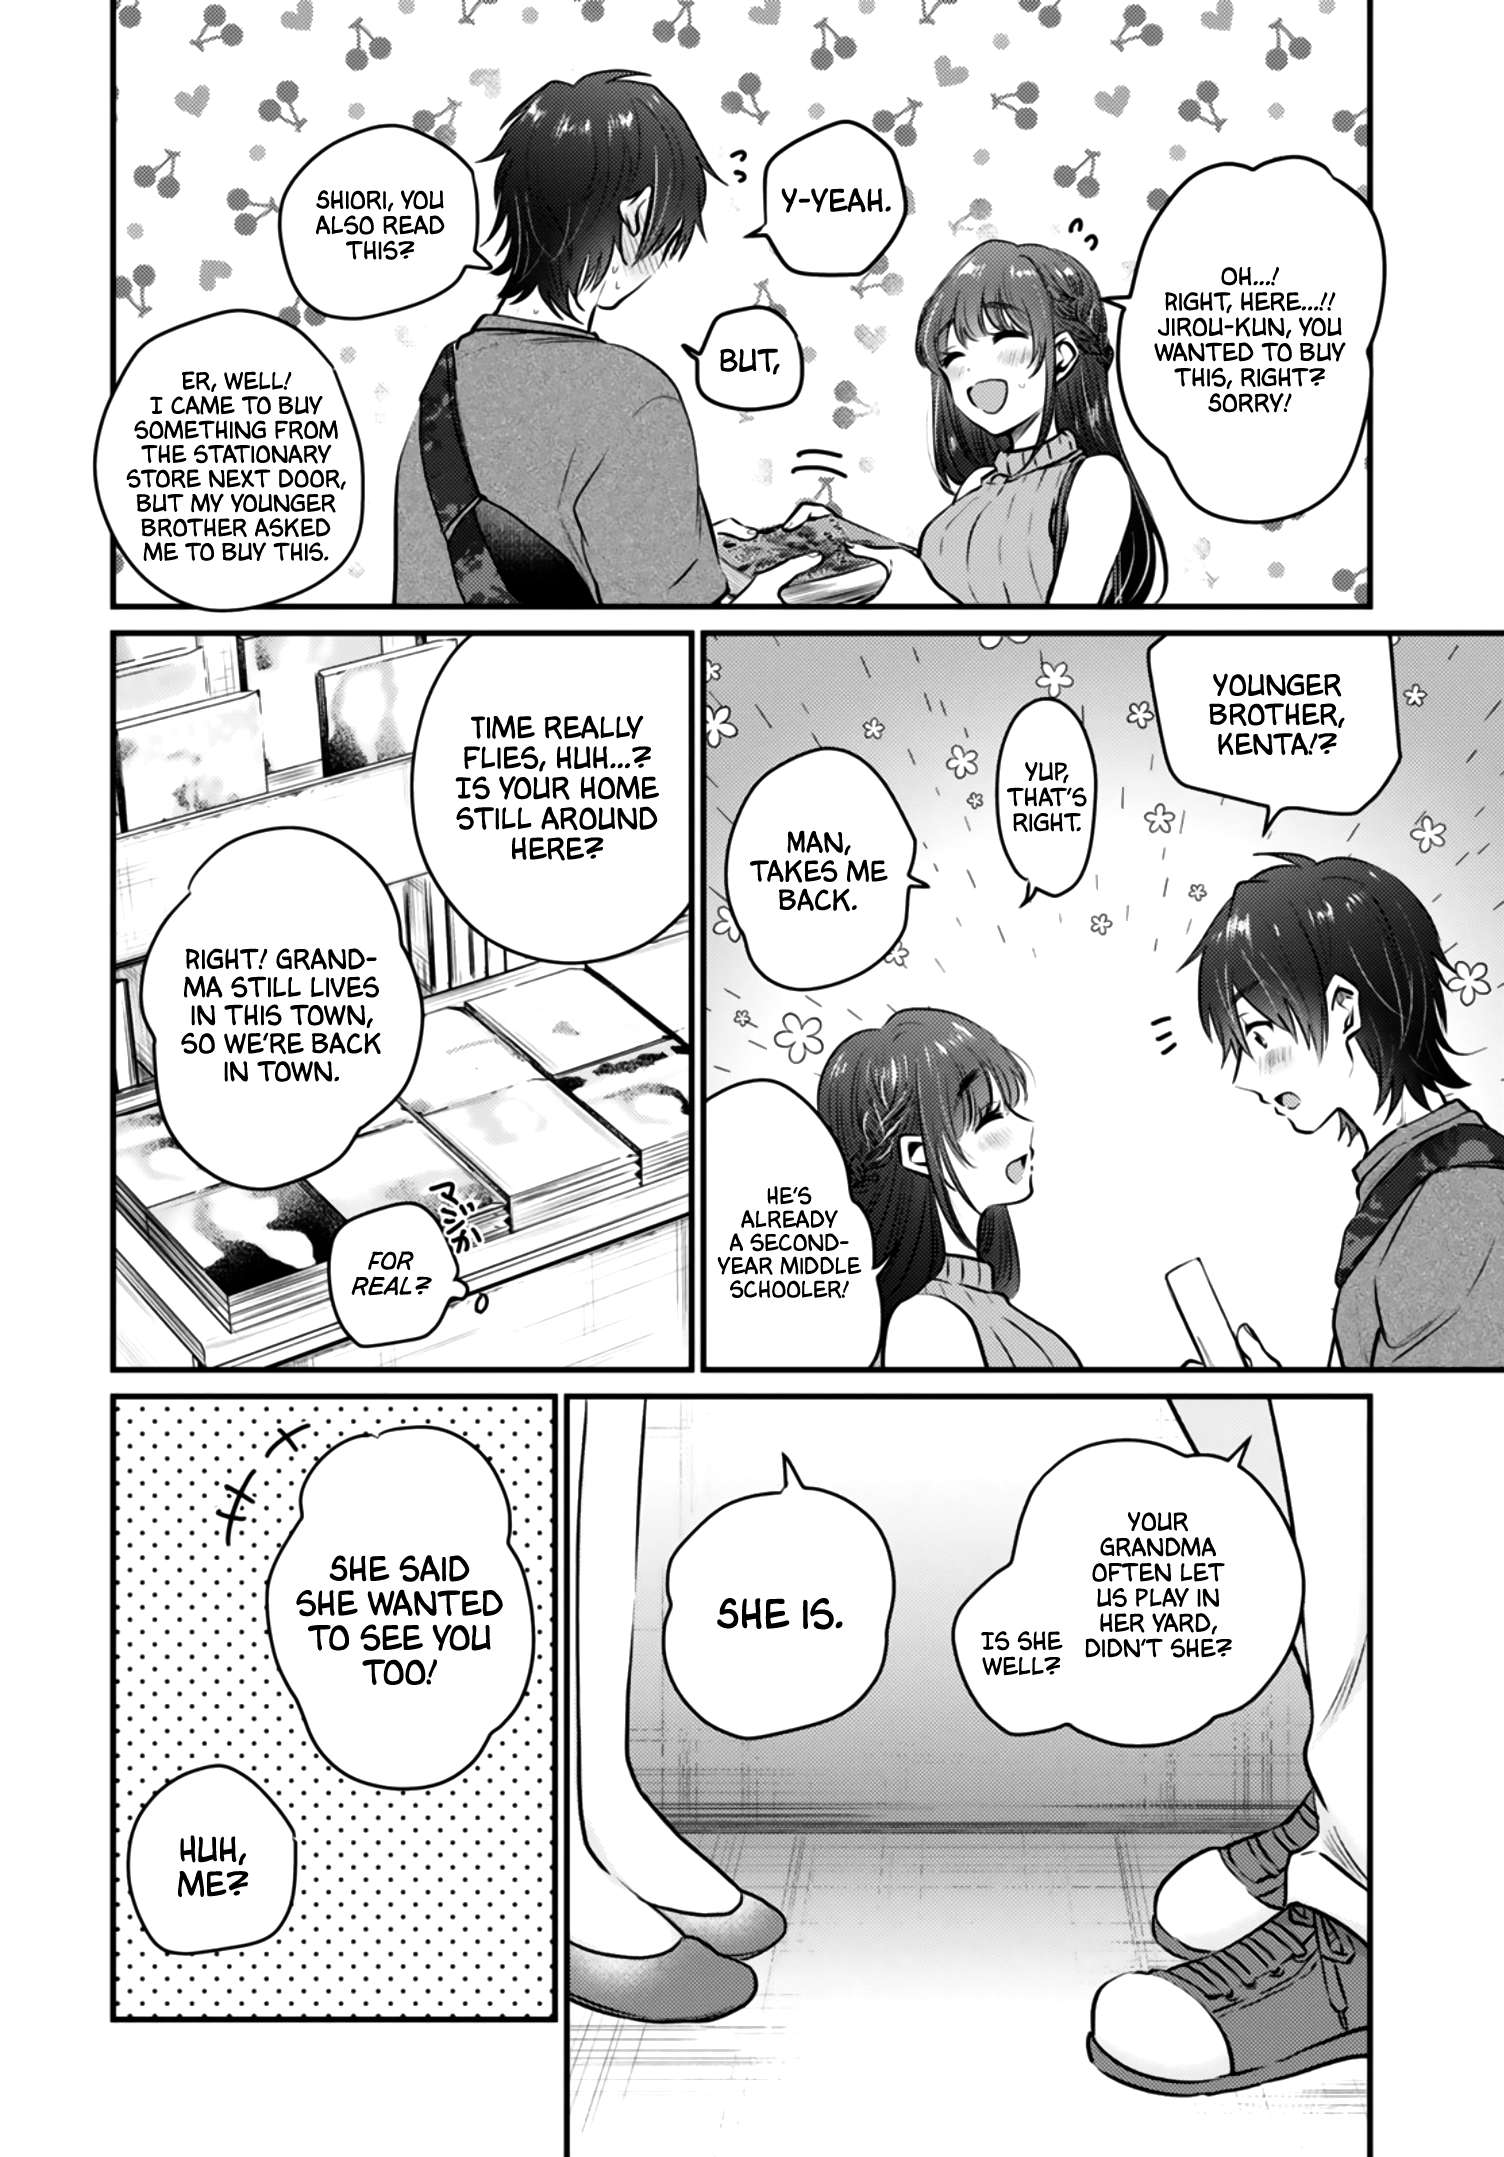 OH...!
RIGHT, HERE...!!
JIROU-KUN, YOU
WANTED TO BUY
THIS, RIGHT?
SORRY!
Y-YEAH.
BUT,
SHIORI, YOU
ALSO READ
THIS?
ER, WELL!
I CAME TO BUY
SOMETHING FROM
THE STATIONARY
STORE NEXT DOOR,
BUT MY YOUNGER
BROTHER ASKED
ME TO BUY THIS.
YOUNGER
BROTHER,
KENTA!?
YUP,
THAT'S
RIGHT.
MAN,
TAKES ME
BACK.
HE'S
ALREADY
A SECOND-
YEAR MIDDLE
SCHOOLER!
TIME REALLY
FLIES, HUH...?
IS YOUR HOME
STILL AROUND
HERE?
RIGHT! GRAND-
MA STILL LIVES
IN THIS TOWN,
SO WE'RE BACK
IN TOWN.
マジか
FOR
REAL?
YOUR
GRANDMA
OFTEN LET
US PLAY IN
HER YARD,
DIDN'T SHE?
IS SHE
WELL?
SHE IS.
SHE SAID
SHE WANTED
TO SEE YOU
TOO!
HUH,
ME?